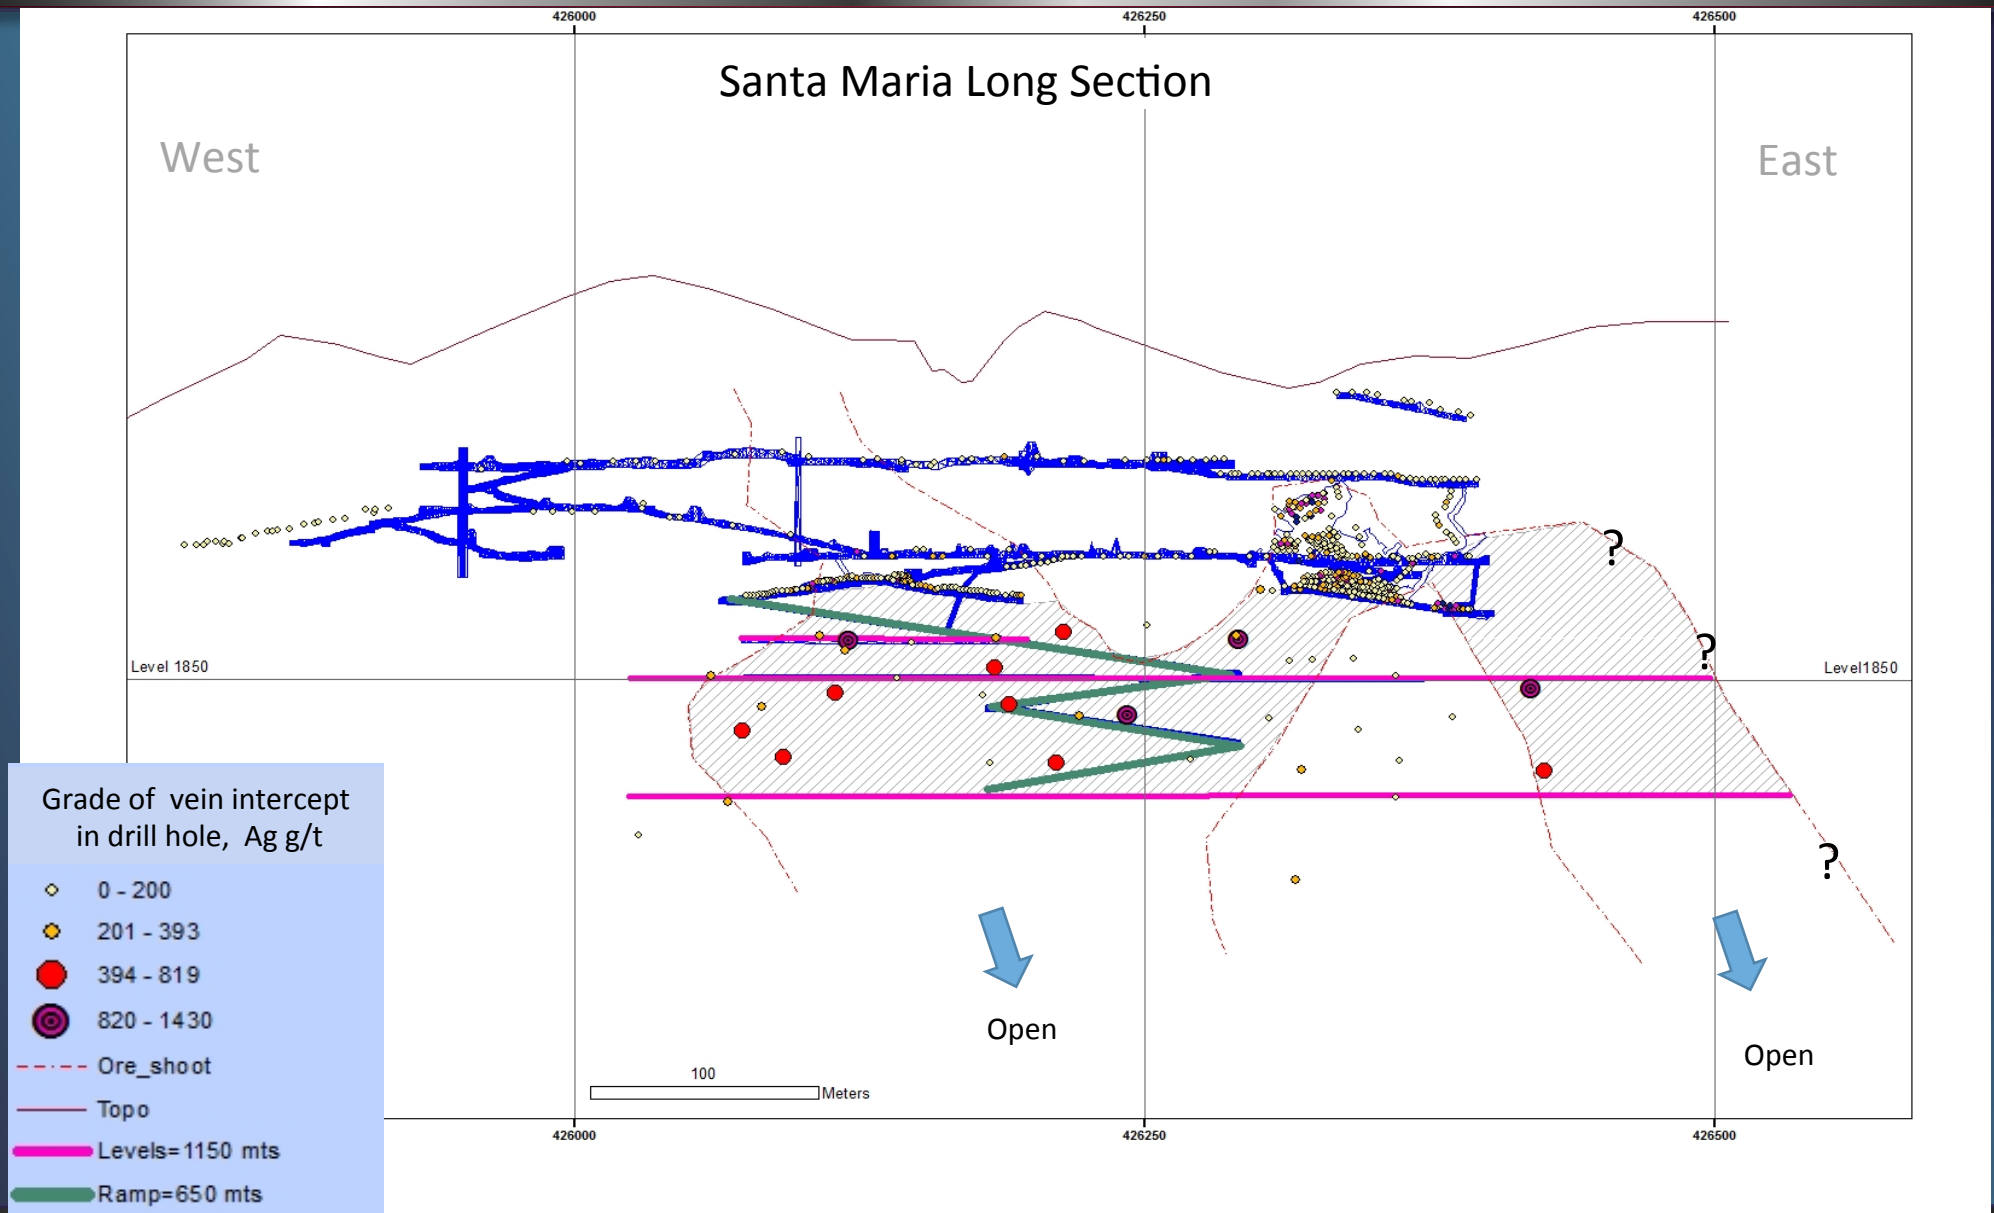 426000
426250
426500
Santa Maria Long Section
West
East
?
?
Level 1850
Level1850
?
Grade of vein intercept
in drill hole, Ag g/t
0 - 200
201 - 393
394 - 819
820 - 1430
Ore_shoot
Topo
Levels=1150 mts
Ramp=650 mts
Open
Open
100
Meters
426000
426250
426500